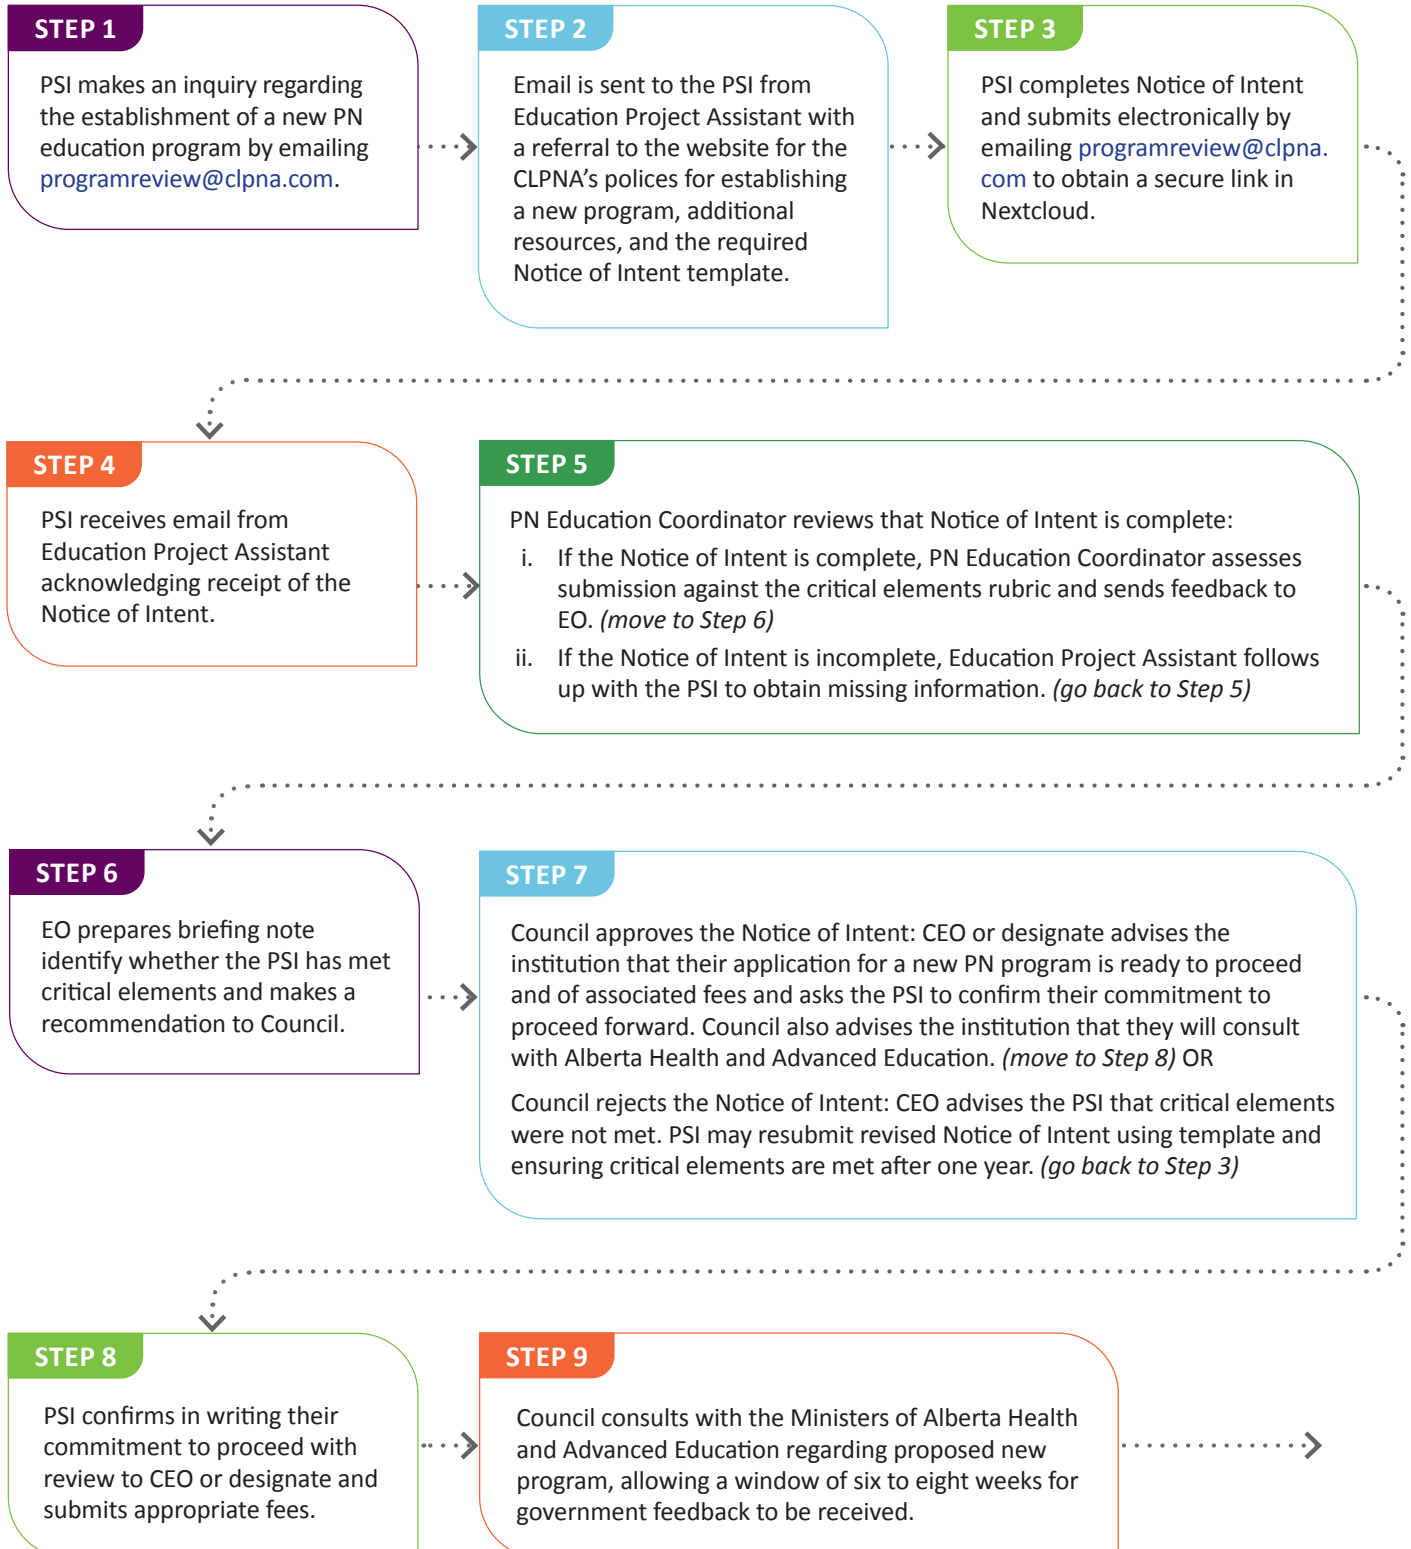 STEP 1
PSI makes an inquiry regarding
the establishment of a new PN
education program by emailing
programreview@clpna.com.
STEP 2
Email is sent to the PSI from
Education Project Assistant with
a referral to the website for the
CLPNA's polices for establishing
a new program, additional
resources, and the required
Notice of Intent template.
STEP 3
PSI completes Notice of Intent
and submits electronically by
emailing programreview@clpna.
com to obtain a secure link in
Nextcloud.
STEP 4
PSI receives email from
Education Project Assistant
acknowledging receipt of the
Notice of Intent.
STEP 5
PN Education Coordinator reviews that Notice of Intent is complete:
i. If the Notice of Intent is complete, PN Education Coordinator assesses
submission against the critical elements rubric and sends feedback to
EO. (move to Step 6)
ii. If the Notice of Intent is incomplete, Education Project Assistant follows
up with the PSI to obtain missing information. (go back to Step 5)
STEP 6
EO prepares briefing note
identify whether the PSI has met
critical elements and makes a
recommendation to Council.
STEP 7
Council approves the Notice of Intent: CEO or designate advises the
institution that their application for a new PN program is ready to proceed
and of associated fees and asks the PSI to confirm their commitment to
proceed forward. Council also advises the institution that they will consult
with Alberta Health and Advanced Education. (move to Step 8) OR
Council rejects the Notice of Intent: CEO advises the PSI that critical elements
were not met. PSI may resubmit revised Notice of Intent using template and
ensuring critical elements are met after one year. (go back to Step 3)
STEP 8
PSI confirms in writing their
commitment to proceed with
review to CEO or designate and
submits appropriate fees.
STEP 9
Council consults with the Ministers of Alberta Health
and Advanced Education regarding proposed new
program, allowing a window of six to eight weeks for
government feedback to be received.